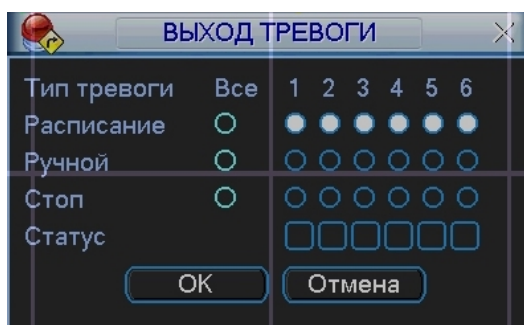 ВЫХОД ТРЕВОГИ
Тип тревоги Все 1 2 3 4 5 6
Расписание
Ручной
Стоп
Статус
OK Отмена